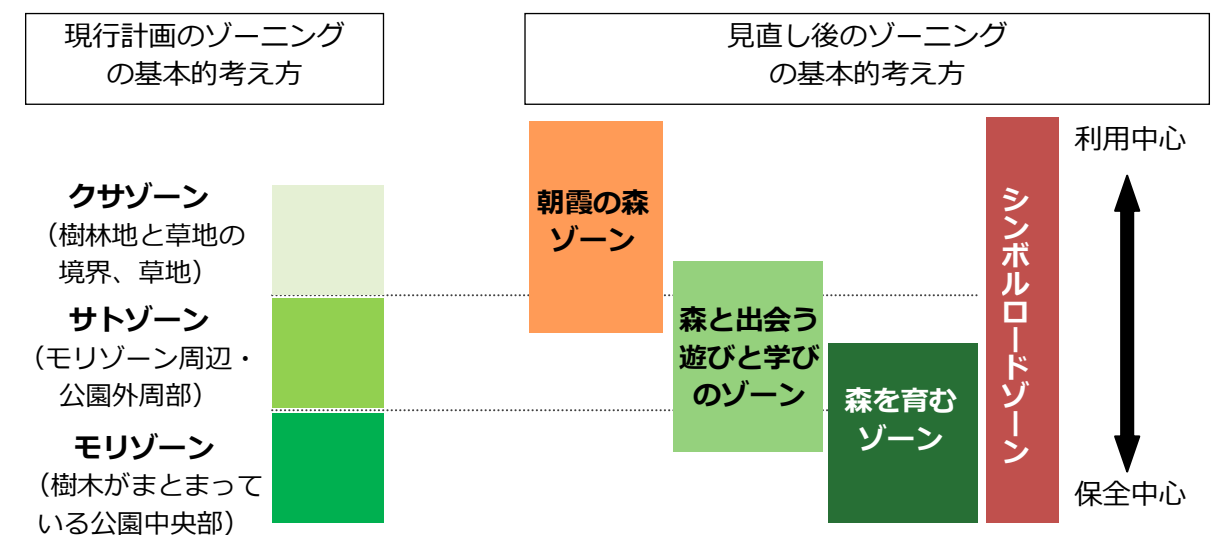 現行計画のゾーニング
の基本的考え方
見直し後のゾーニング
の基本的考え方
クサゾーン
（樹林地と草地の
境界、草地）
サトゾーン
（モリゾーン周辺・
公園外周部）
モリゾーン
（樹木がまとまって
いる公園中央部）
朝霞の森
ゾーン
森と出会う
遊びと学び
のゾーン
森を育む
ゾーン
シンボルロードゾーン
利用中心
保全中心